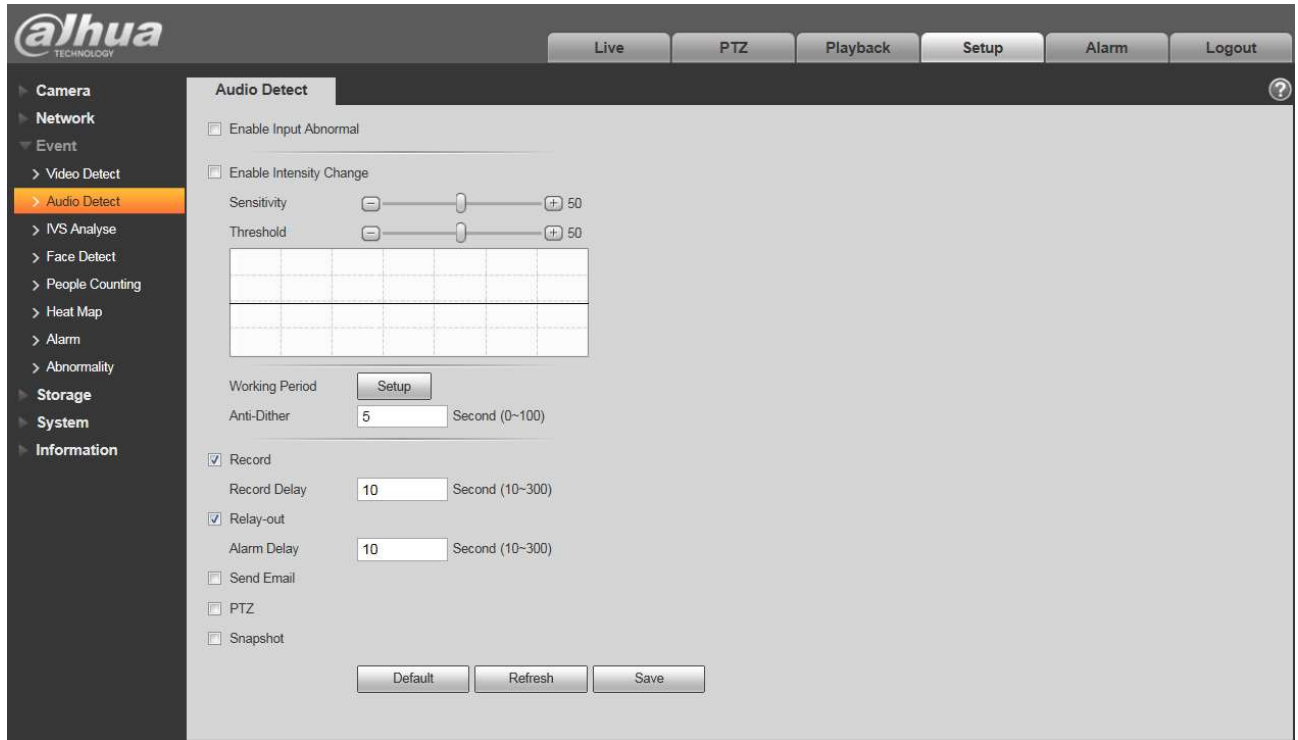 alhua
TECHNOLOGY
Live PTZ Playback Setup Alarm Logout
Camera
Network
Event
Video Detect
Audio Detect
IVS Analyse
Face Detect
People Counting
Heat Map
Alarm
Abnormality
Storage
System
Information
Audio Detect ?
Enable Input Abnormal
Enable Intensity Change
Sensitivity - + 50
Threshold - + 50
Working Period Setup
Anti-Dither 5 Second (0~100)
Record
Record Delay 10 Second (10~300)
Relay-out
Alarm Delay 10 Second (10~300)
Send Email
PTZ
Snapshot
Default Refresh Save